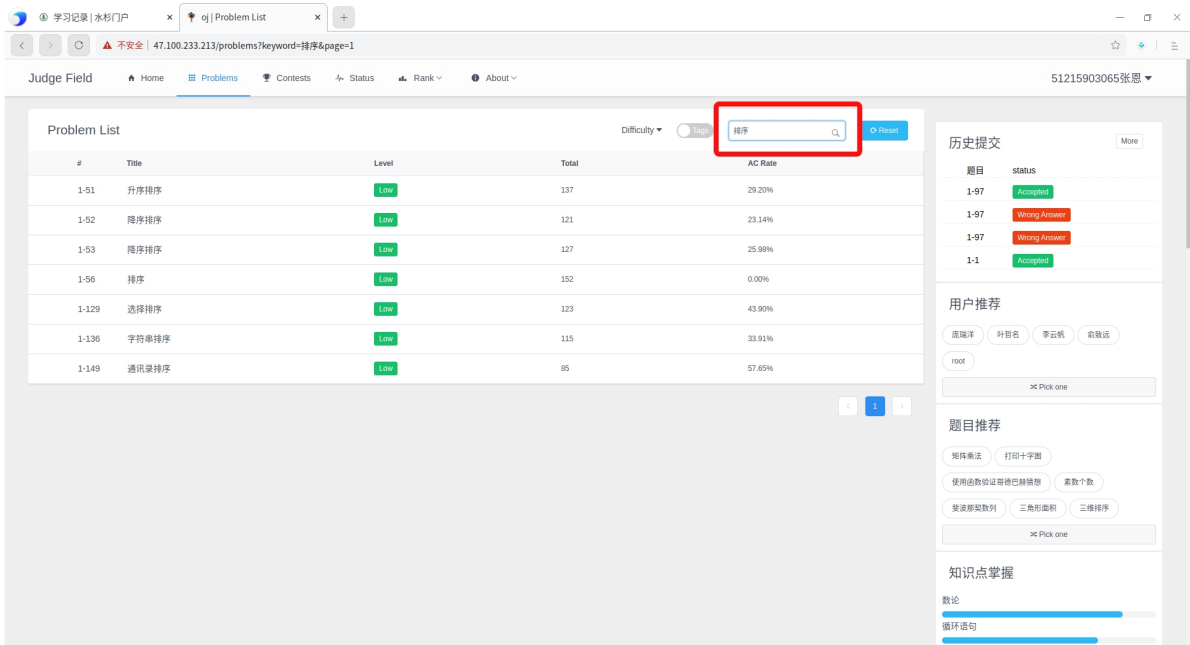 学习记录 | 水杉门户 × oj | Problem List × +
不安全 | 47.100.233.213/problems?keyword=排序&page=1
Judge Field Home Problems Contests Status Rank About 51215903065张恩
Problem List Difficulty Tags 排序 Reset
# Title Level Total AC Rate
1-51 升序排序 Low 137 29.20%
1-52 降序排序 Low 121 23.14%
1-53 降序排序 Low 127 25.98%
1-56 排序 Low 152 0.00%
1-129 选择排序 Low 123 43.90%
1-136 字符串排序 Low 115 33.91%
1-149 通讯录排序 Low 85 57.65%
< 1 >
历史提交 More
题目 status
1-97 Accepted
1-97 Wrong Answer
1-97 Wrong Answer
1-1 Accepted
用户推荐
庞瑞洋 叶哲名 李云帆 俞致远
root
Pick one
题目推荐
矩阵乘法 打印十字图
使用函数验证哥德巴赫猜想 素数个数
斐波那契数列 三角形面积 三维排序
Pick one
知识点掌握
数论
循环语句